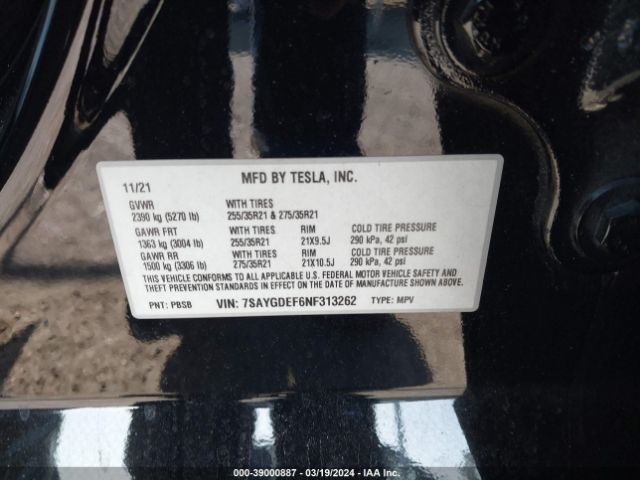 MFD BY TESLA, INC.
11/21
GVWR WITH TIRES
2390 kg (5270 lb) 255/35R21 & 275/35R21
GAWR FRT WITH TIRES RIM COLD TIRE PRESSURE
1363 kg (3004 lb) 255/35R21 21X9.5J 290 kPa, 42 psi
GAWR RR WITH TIRES RIM COLD TIRE PRESSURE
1500 kg (3306 lb) 275/35R21 21X10.5J 290 kPa, 42 psi
THIS VEHICLE CONFORMS TO ALL APPLICABLE U.S. FEDERAL MOTOR VEHICLE SAFETY AND
THEFT PREVENTION STANDARDS IN EFFECT ON THE DATE OF MANUFACTURE SHOWN ABOVE.
PNT: PBSB VIN: 7SAYGDEF6NF313262 TYPE: MPV
000-39000887 - 03/19/2024 - IAA Inc.